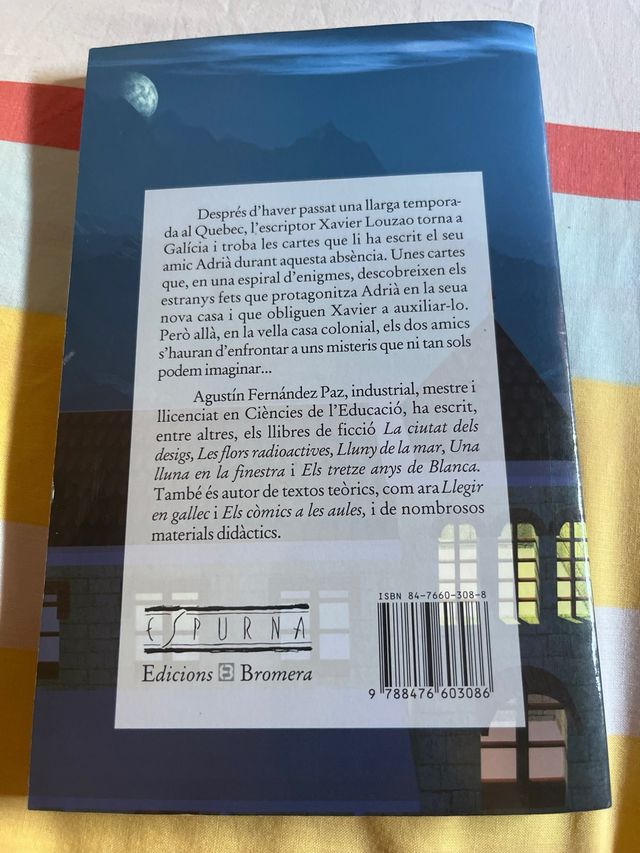 Després d'haver passat una llarga tempora-
da al Quebec, l'escriptor Xavier Louzao torna a
Galícia i troba les cartes que li ha escrit el seu
amic Adrià durant aquesta absència. Unes cartes
que, en una espiral d'enigmes, descobreixen els
estranys fets que protagonitza Adrià en la seua
nova casa i que obliguen Xavier a auxiliar-lo.
Però allà, en la vella casa colonial, els dos amics
s'hauran d'enfrontar a uns misteris que ni tan sols
podem imaginar...
Agustín Fernández Paz, industrial, mestre i
llicenciat en Ciències de l'Educació, ha escrit,
entre altres, els llibres de ficció La ciutat dels
desigs, Les flors radioactives, Lluny de la mar, Una
lluna en la finestra i Els tretze anys de Blanca.
També és autor de textos teòrics, com ara Llegir
en gallec i Els còmics a les aules, i de nombrosos
materials didàctics.
ISBN 84-7660-308-8
ESPURNA
Edicions Bromera
9 788476 603086